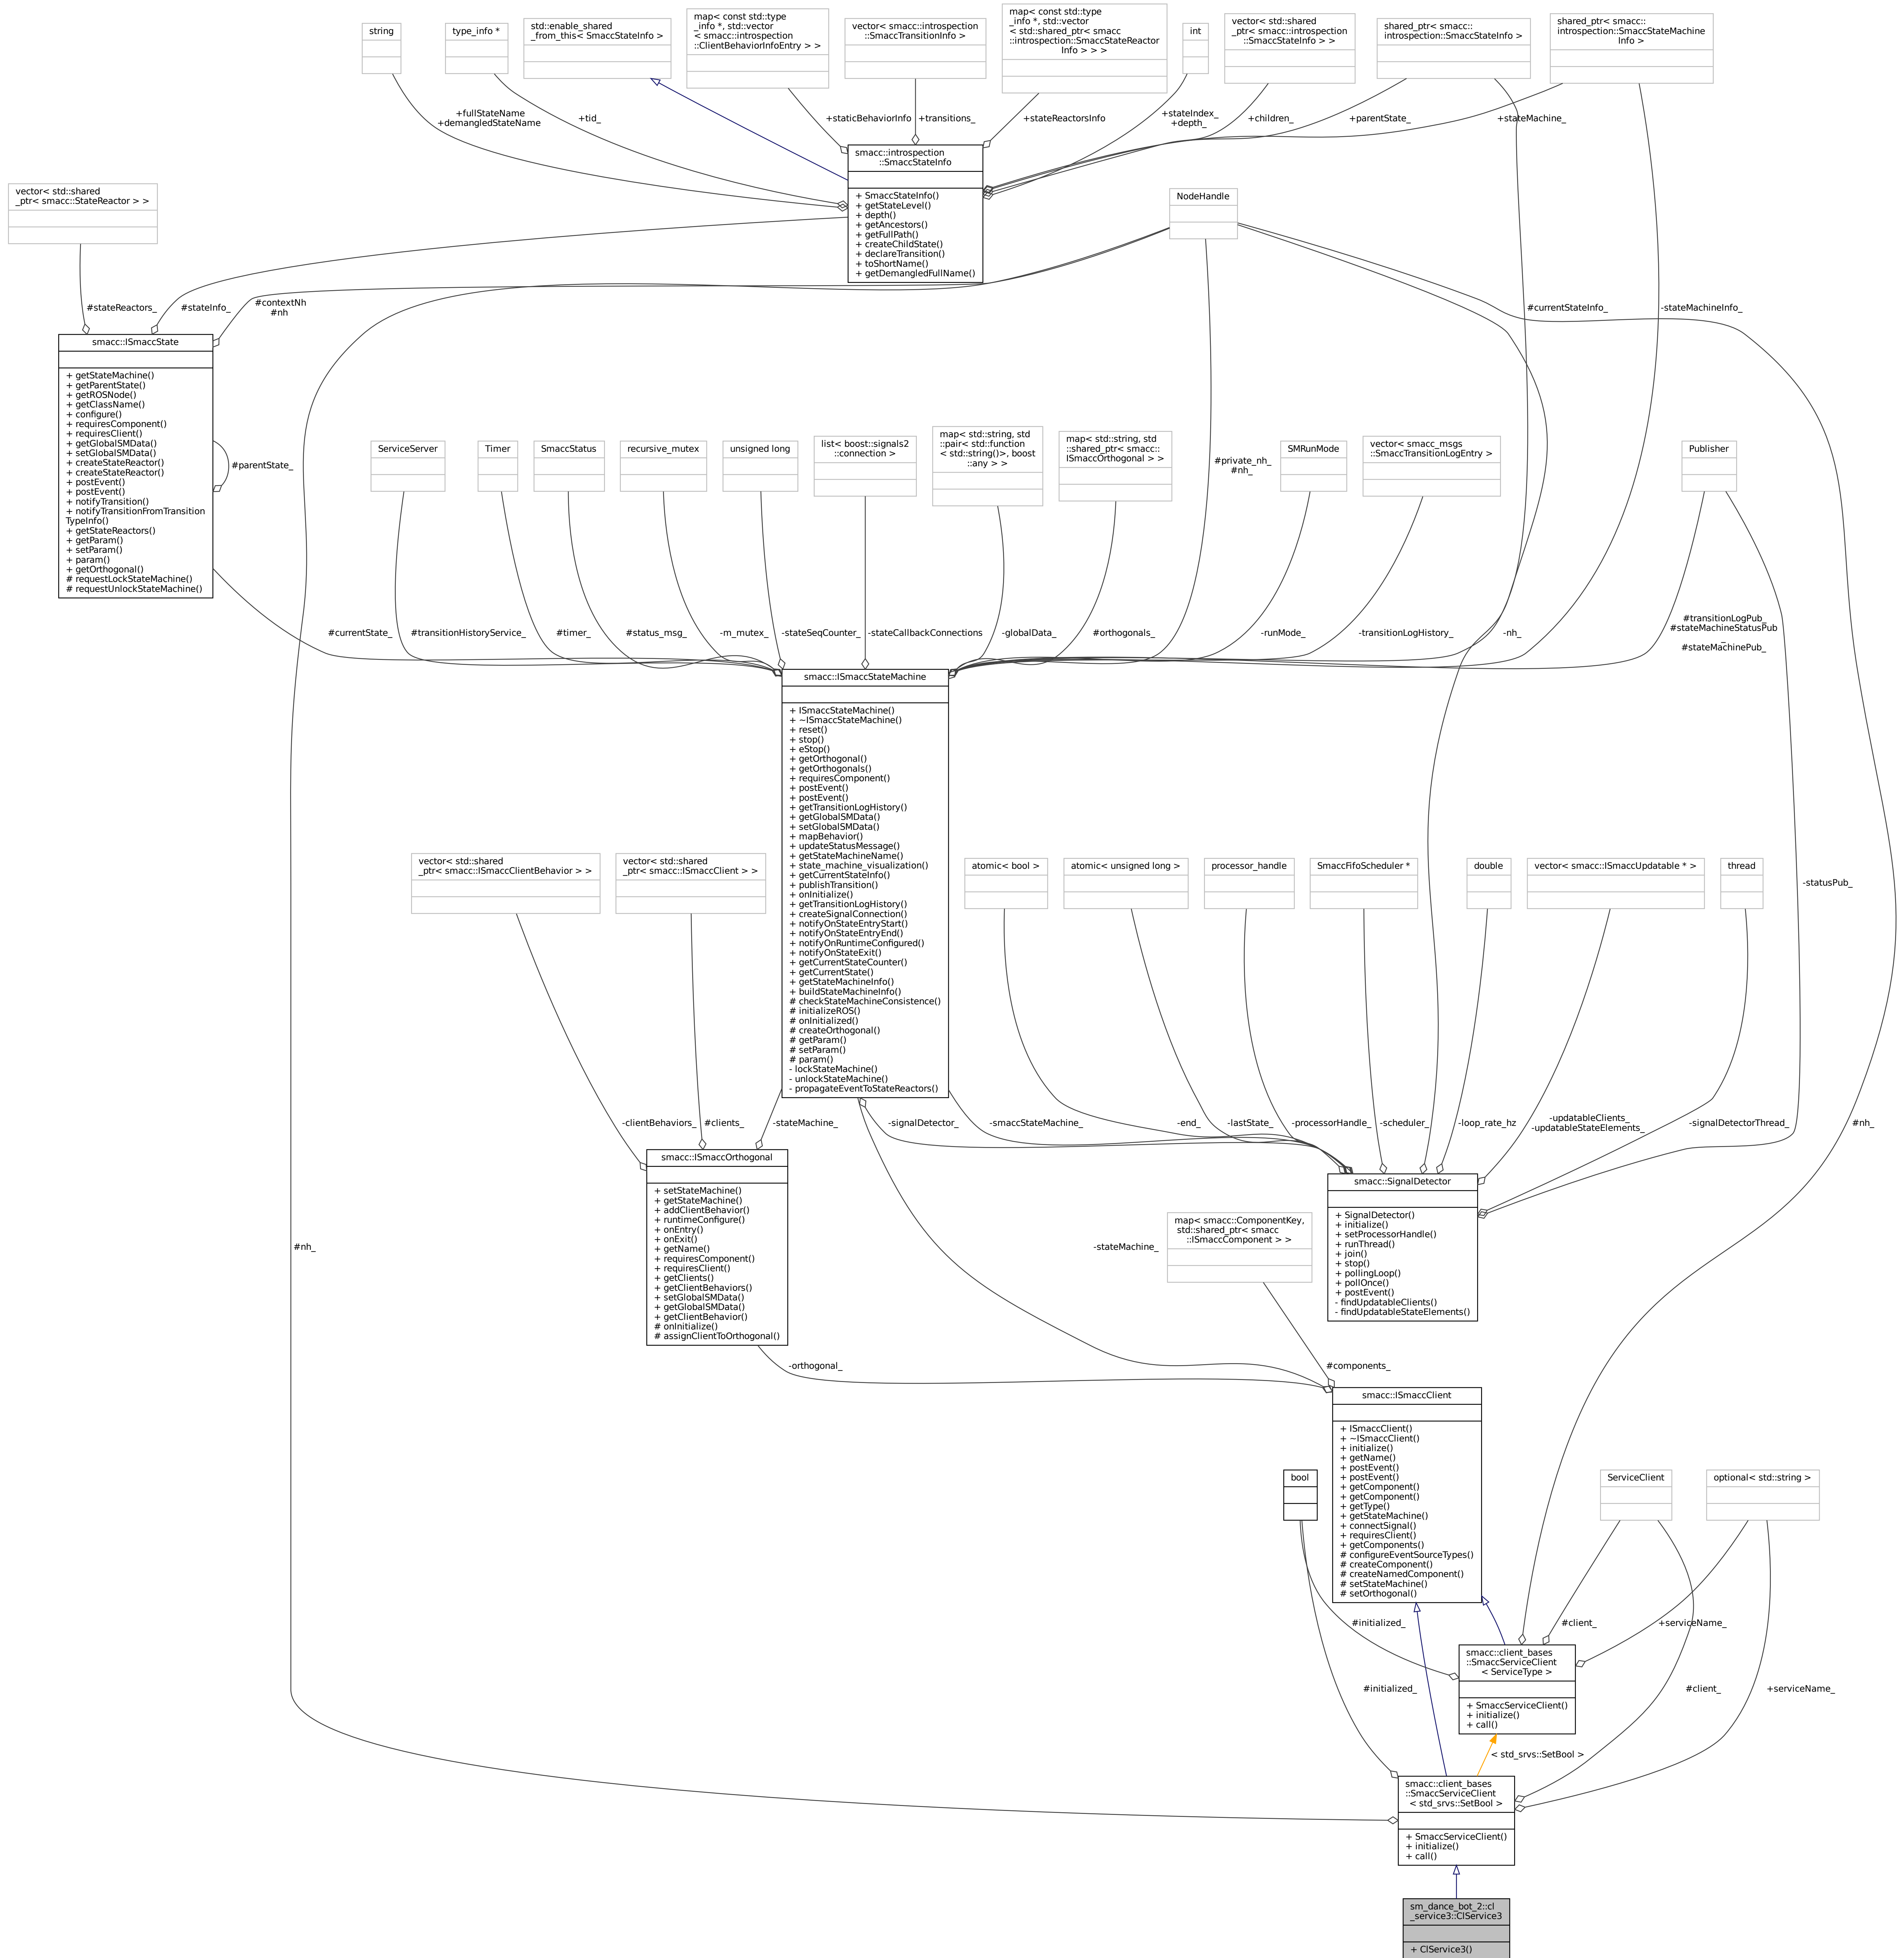 string
type_info *
std::enable_shared
_from_this< SmaccStateInfo >
map< const std::type
_info *, std::vector
< smacc::introspection
::ClientBehaviorInfoEntry > >
vector< smacc::introspection
::SmaccTransitionInfo >
map< const std::type
_info *, std::vector
< std::shared_ptr< smacc
::introspection::SmaccStateReactor
Info > > >
int
vector< std::shared
_ptr< smacc::introspection
::SmaccStateInfo > >
shared_ptr< smacc::
introspection::SmaccStateInfo >
shared_ptr< smacc::
introspection::SmaccStateMachine
Info >
+fullStateName
+demangledStateName
+tid_
+staticBehaviorInfo
+transitions_
+stateReactorsInfo
+stateIndex_
+depth_
+children_
+parentState_
+stateMachine_
smacc::introspection
::SmaccStateInfo
+ SmaccStateInfo()
+ getStateLevel()
+ depth()
+ getAncestors()
+ getFullPath()
+ createChildState()
+ declareTransition()
+ toShortName()
+ getDemangledFullName()
vector< std::shared
_ptr< smacc::StateReactor > >
NodeHandle
#stateReactors_
#stateInfo_
#contextNh
#nh
#currentStateInfo_
-stateMachineInfo_
smacc::ISmaccState
+ getStateMachine()
+ getParentState()
+ getROSNode()
+ getClassName()
+ configure()
+ requiresComponent()
+ requiresClient()
+ getGlobalSMData()
+ setGlobalSMData()
+ createStateReactor()
+ createStateReactor()
+ postEvent()
+ postEvent()
+ notifyTransition()
+ notifyTransitionFromTransition
TypeInfo()
+ getStateReactors()
+ getParam()
+ setParam()
+ param()
+ getOrthogonal()
# requestLockStateMachine()
# requestUnlockStateMachine()
#parentState_
ServiceServer
Timer
SmaccStatus
recursive_mutex
unsigned long
list< boost::signals2
::connection >
map< std::string, std
::pair< std::function
< std::string()>, boost
::any > >
map< std::string, std
::shared_ptr< smacc::
ISmaccOrthogonal > >
#private_nh_
#nh_
SMRunMode
vector< smacc_msgs
::SmaccTransitionLogEntry >
Publisher
#currentState_
#transitionHistoryService_
#timer_
#status_msg_
-m_mutex_
-stateSeqCounter_
-stateCallbackConnections
-globalData_
#orthogonals_
-runMode_
-transitionLogHistory_
-nh_
#transitionLogPub_
#stateMachineStatusPub
_
#stateMachinePub_
smacc::ISmaccStateMachine
+ ISmaccStateMachine()
+ ~ISmaccStateMachine()
+ reset()
+ stop()
+ eStop()
+ getOrthogonal()
+ getOrthogonals()
+ requiresComponent()
+ postEvent()
+ postEvent()
+ getTransitionLogHistory()
+ getGlobalSMData()
+ setGlobalSMData()
+ mapBehavior()
+ updateStatusMessage()
+ getStateMachineName()
+ state_machine_visualization()
+ getCurrentStateInfo()
+ publishTransition()
+ onInitialize()
+ getTransitionLogHistory()
+ createSignalConnection()
+ notifyOnStateEntryStart()
+ notifyOnStateEntryEnd()
+ notifyOnRuntimeConfigured()
+ notifyOnStateExit()
+ getCurrentStateCounter()
+ getCurrentState()
+ getStateMachineInfo()
+ buildStateMachineInfo()
# checkStateMachineConsistence()
# initializeROS()
# onInitialized()
# createOrthogonal()
# getParam()
# setParam()
# param()
- lockStateMachine()
- unlockStateMachine()
- propagateEventToStateReactors()
vector< std::shared
_ptr< smacc::ISmaccClientBehavior > >
vector< std::shared
_ptr< smacc::ISmaccClient > >
atomic< bool >
atomic< unsigned long >
processor_handle
SmaccFifoScheduler *
double
vector< smacc::ISmaccUpdatable * >
thread
-statusPub_
-clientBehaviors_
#clients_
-stateMachine_
-signalDetector_
-smaccStateMachine_
-end_
-lastState_
-processorHandle_
-scheduler_
-loop_rate_hz
-updatableClients_
-updatableStateElements_
-signalDetectorThread_
#nh_
smacc::ISmaccOrthogonal
+ setStateMachine()
+ getStateMachine()
+ addClientBehavior()
+ runtimeConfigure()
+ onEntry()
+ onExit()
+ getName()
+ requiresComponent()
+ requiresClient()
+ getClients()
+ getClientBehaviors()
+ setGlobalSMData()
+ getGlobalSMData()
+ getClientBehavior()
# onInitialize()
# assignClientToOrthogonal()
smacc::SignalDetector
+ SignalDetector()
+ initialize()
+ setProcessorHandle()
+ runThread()
+ join()
+ stop()
+ pollingLoop()
+ pollOnce()
+ postEvent()
- findUpdatableClients()
- findUpdatableStateElements()
map< smacc::ComponentKey,
std::shared_ptr< smacc
::ISmaccComponent > >
#nh_
-stateMachine_
-orthogonal_
#components_
smacc::ISmaccClient
+ ISmaccClient()
+ ~ISmaccClient()
+ initialize()
+ getName()
+ postEvent()
+ postEvent()
+ getComponent()
+ getComponent()
+ getType()
+ getStateMachine()
+ connectSignal()
+ requiresClient()
+ getComponents()
# configureEventSourceTypes()
# createComponent()
# createNamedComponent()
# setStateMachine()
# setOrthogonal()
bool
ServiceClient
optional< std::string >
#initialized_
#client_
+serviceName_
smacc::client_bases
::SmaccServiceClient
< ServiceType >
+ SmaccServiceClient()
+ initialize()
+ call()
#initialized_
#client_
+serviceName_
< std_srvs::SetBool >
smacc::client_bases
::SmaccServiceClient
< std_srvs::SetBool >
+ SmaccServiceClient()
+ initialize()
+ call()
sm_dance_bot_2::cl
_service3::ClService3
+ ClService3()